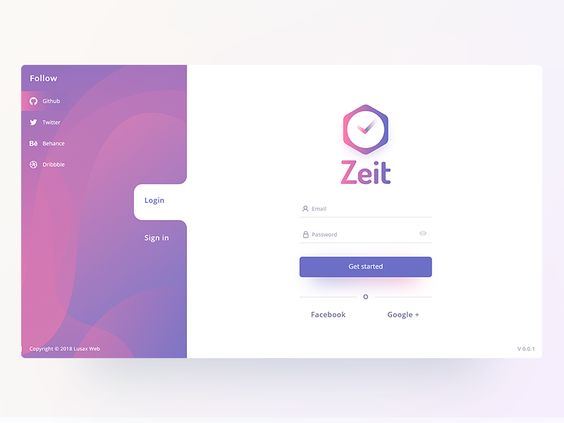 Follow
Github
Twitter
Behance
Dribbble
Login
Sign in
Copyright © 2018 Lusax Web
Zeit
Email
Password
Get started
O
Facebook
Google +
V 0.0.1